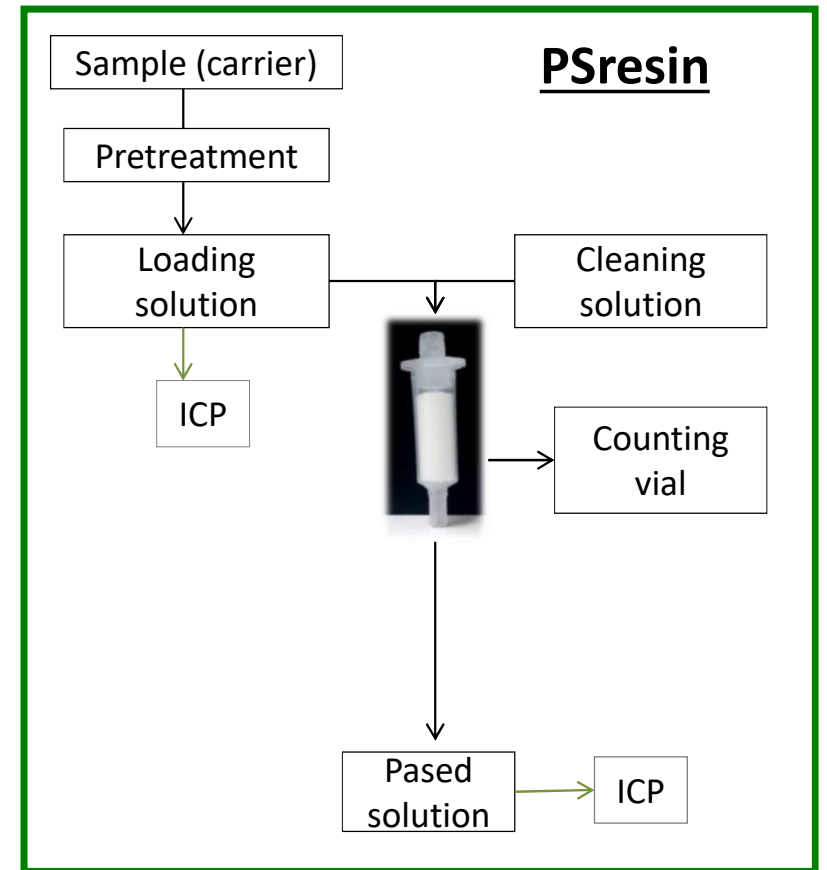 PSresin
Sample (carrier)
Pretreatment
Loading
solution
Cleaning
solution
ICP
Counting
vial
Pased
solution
ICP